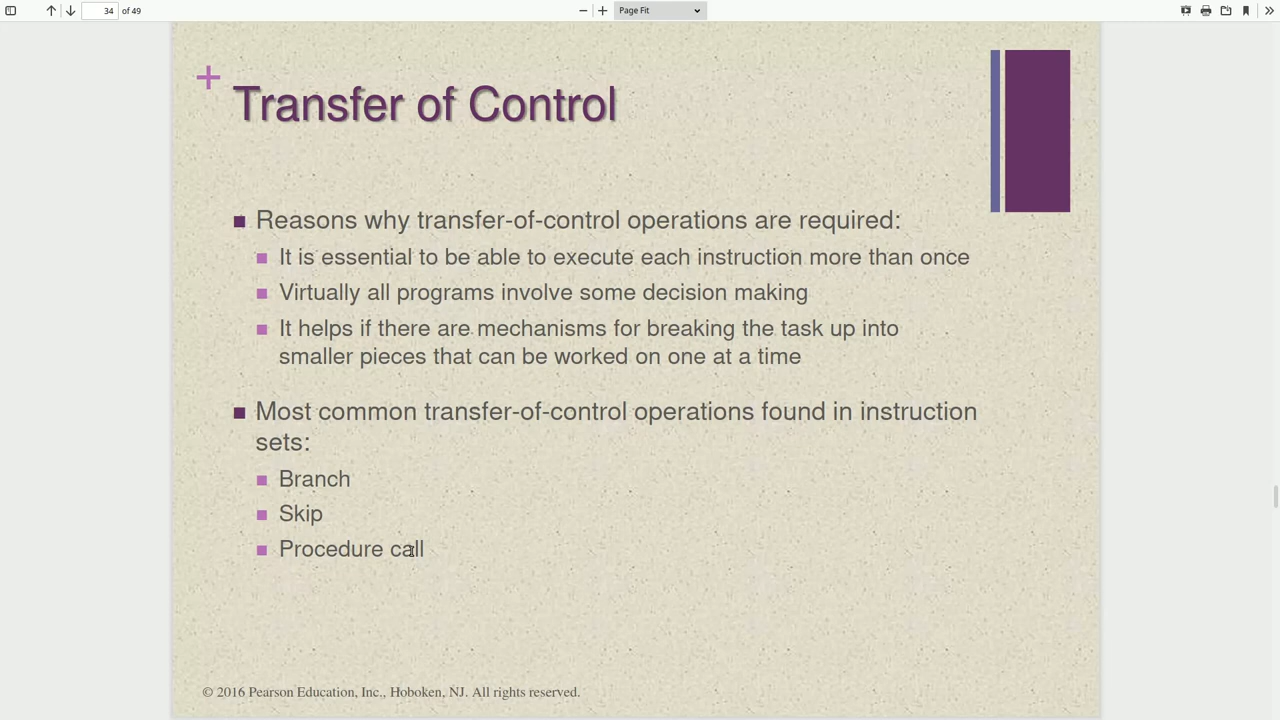 34 of 49
Page Fit
+
Transfer of Control
Reasons why transfer-of-control operations are required:
It is essential to be able to execute each instruction more than once
Virtually all programs involve some decision making
It helps if there are mechanisms for breaking the task up into
smaller pieces that can be worked on one at a time
Most common transfer-of-control operations found in instruction
sets:
Branch
Skip
Procedure call
© 2016 Pearson Education, Inc., Hoboken, NJ. All rights reserved.